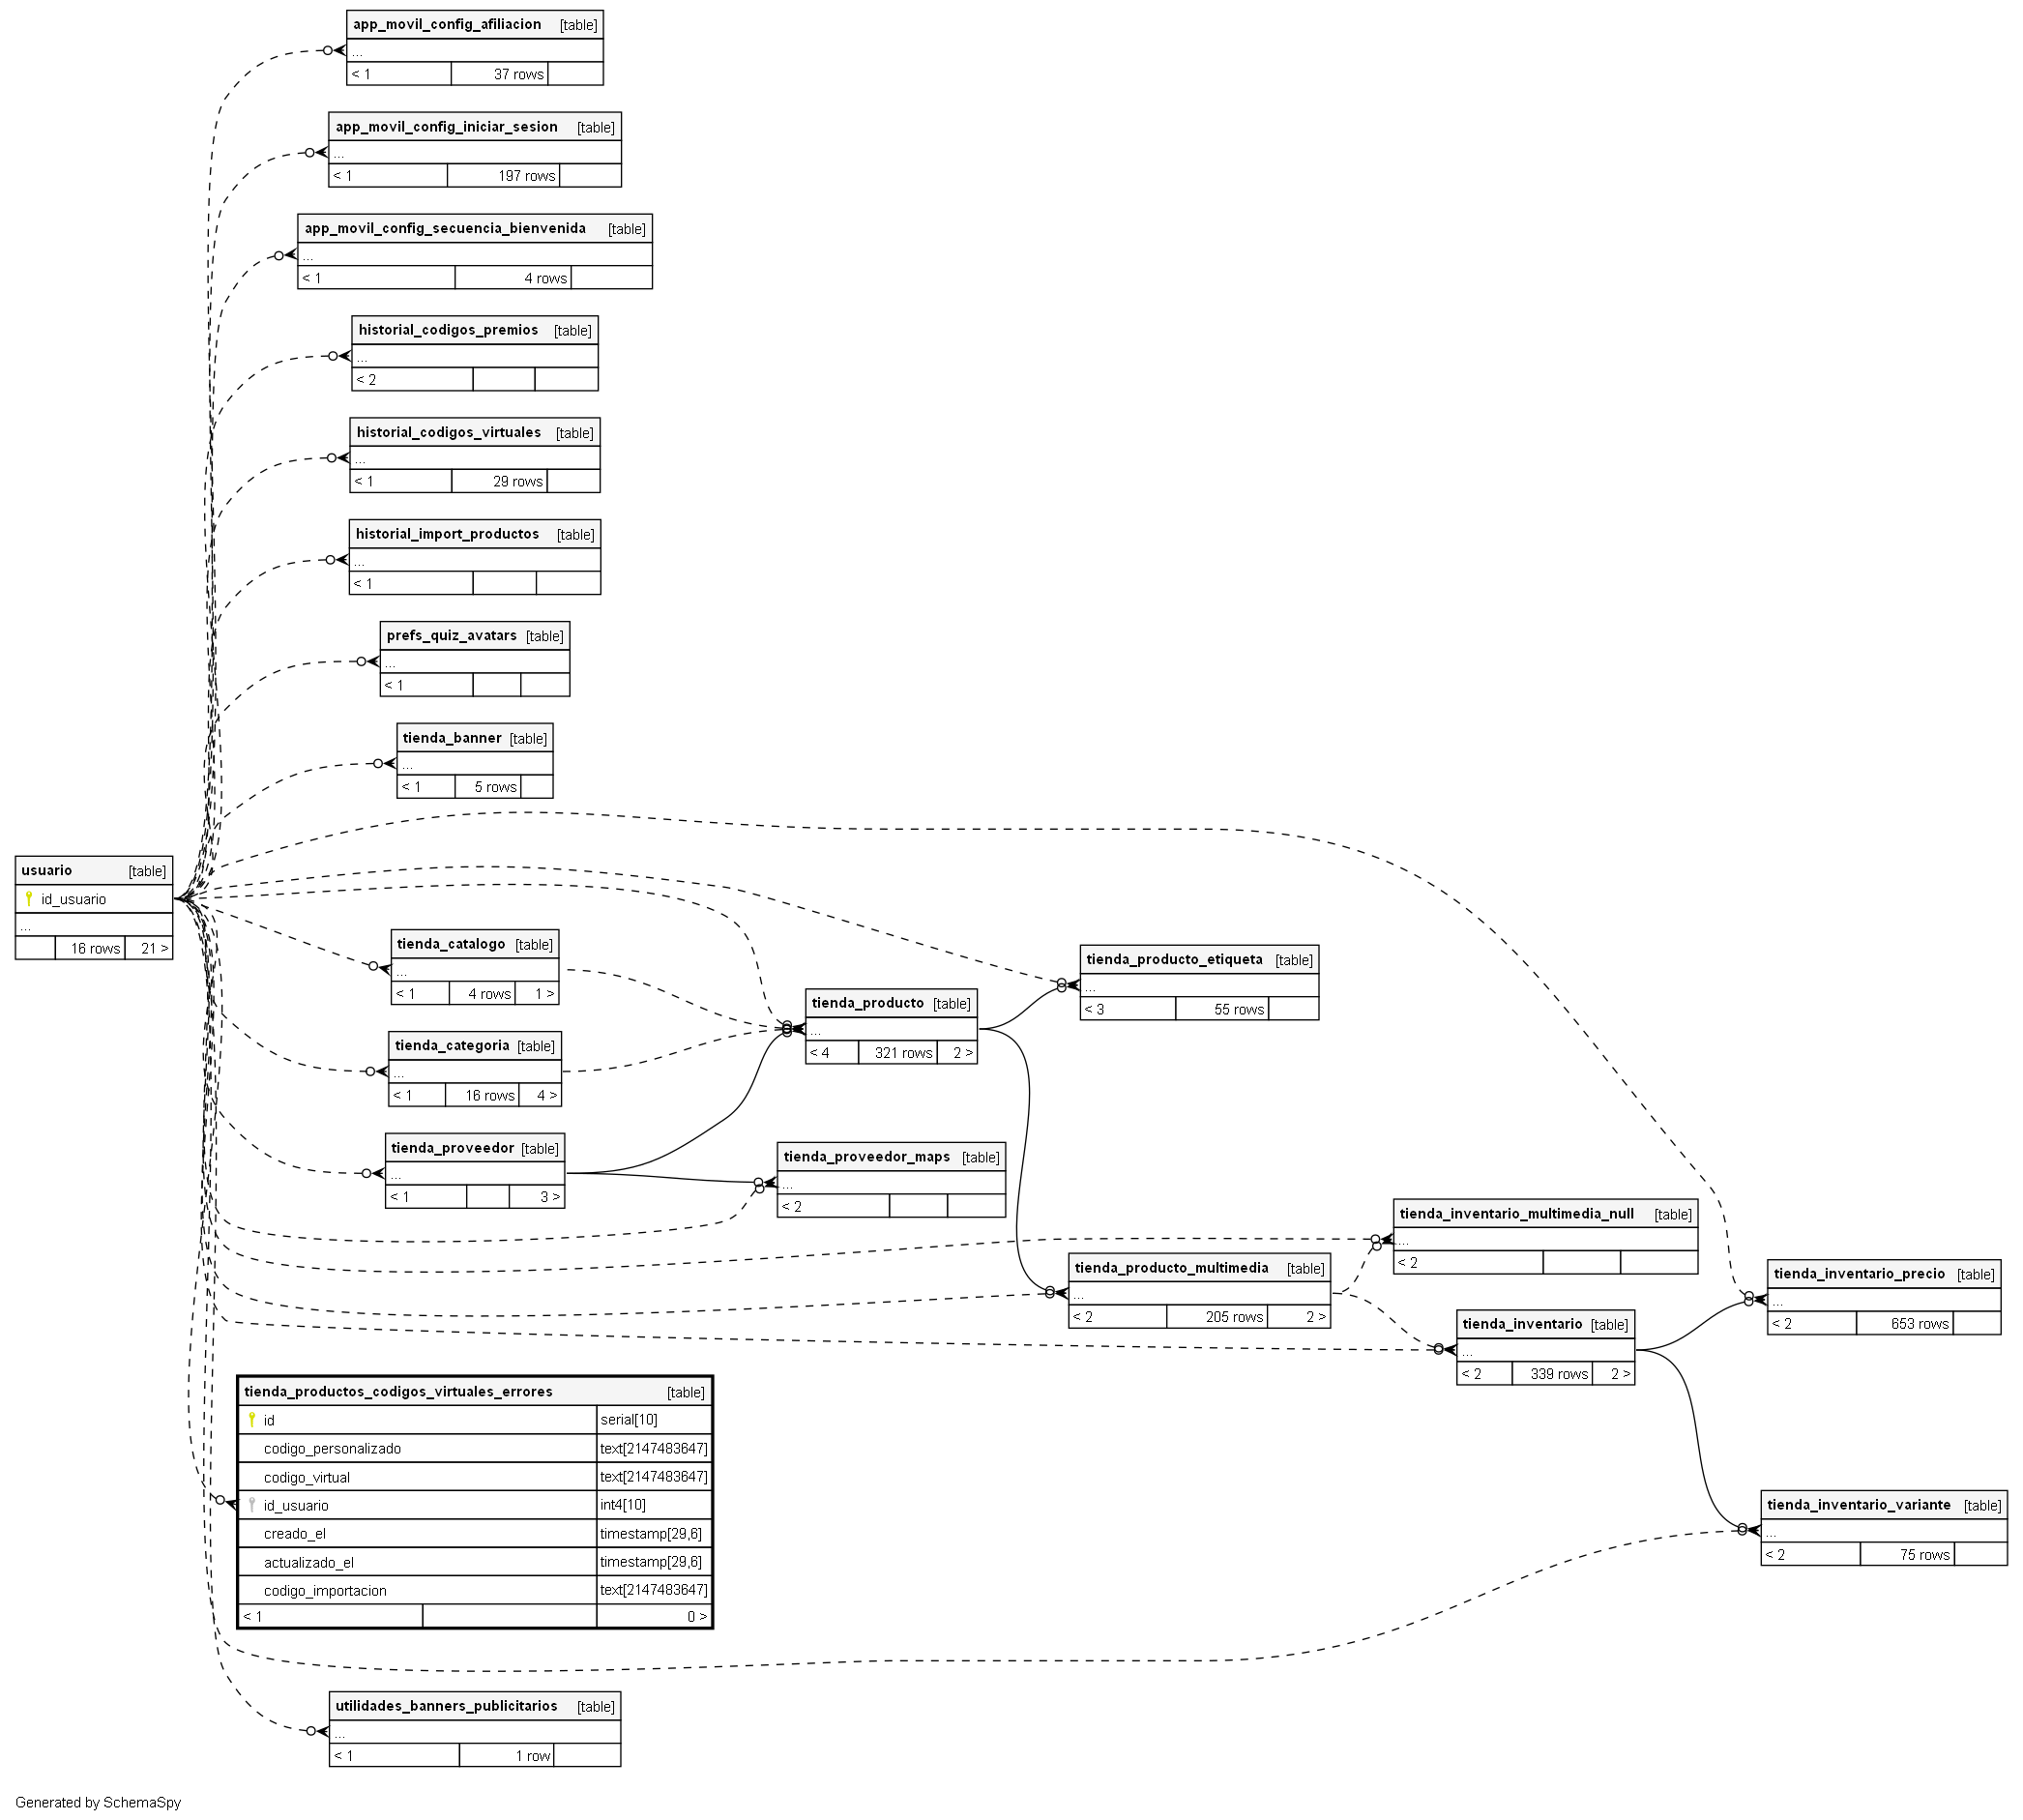 app_movil_config_afiliacion [table]
...
< 1 37 rows
app_movil_config_iniciar_sesion [table]
...
< 1 197 rows
app_movil_config_secuencia_bienvenida [table]
...
< 1 4 rows
historial_codigos_premios [table]
...
< 2
historial_codigos_virtuales [table]
...
< 1 29 rows
historial_import_productos [table]
...
< 1
prefs_quiz_avatars [table]
...
< 1
tienda_banner [table]
...
< 1 5 rows
usuario [table]
id_usuario
...
16 rows 21 >
tienda_catalogo [table]
...
< 1 4 rows 1 >
tienda_categoria [table]
...
< 1 16 rows 4 >
tienda_proveedor [table]
...
< 1 3 >
tienda_producto [table]
...
< 4 321 rows 2 >
tienda_proveedor_maps [table]
...
< 2
tienda_producto_etiqueta [table]
...
< 3 55 rows
tienda_producto_multimedia [table]
...
< 2 205 rows 2 >
tienda_inventario_multimedia_null [table]
...
< 2
tienda_inventario [table]
...
< 2 339 rows 2 >
tienda_inventario_precio [table]
...
< 2 653 rows
tienda_inventario_variante [table]
...
< 2 75 rows
tienda_productos_codigos_virtuales_errores [table]
id serial[10]
codigo_personalizado text[2147483647]
codigo_virtual text[2147483647]
id_usuario int4[10]
creado_el timestamp[29,6]
actualizado_el timestamp[29,6]
codigo_importacion text[2147483647]
< 1 0 >
utilidades_banners_publicitarios [table]
...
< 1 1 row
Generated by SchemaSpy